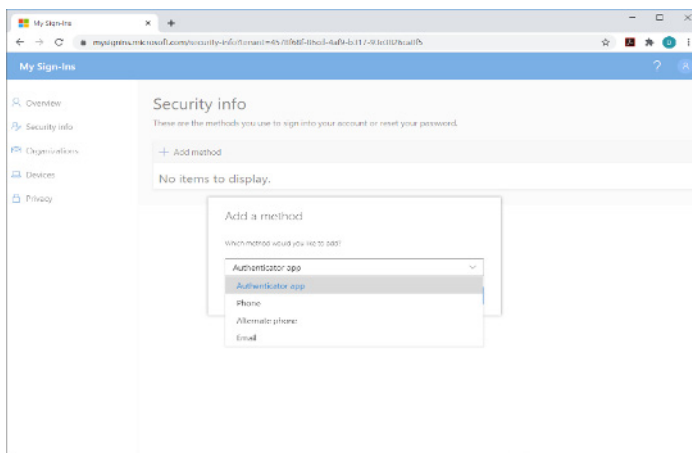 My Sign-Ins
My Sign-Ins
?
Overview
Security info
Organizations
Devices
Privacy
Security info
These are the methods you use to sign into your account or reset your password.
+ Add method
No items to display.
Add a method
Which method would you like to add?
Authenticator app
Authenticator app
Phone
Alternate phone
Email